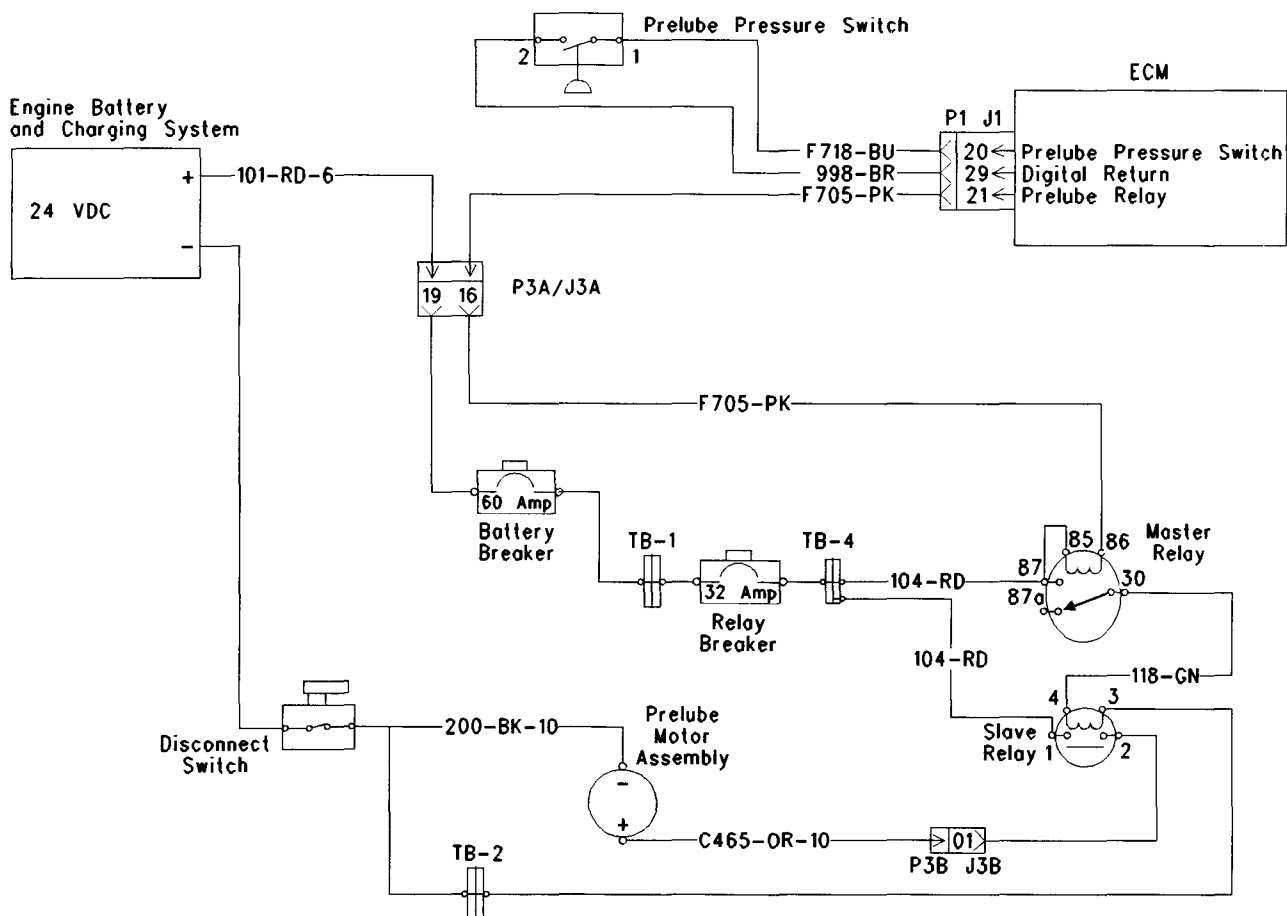 Prelube Pressure Switch
2
1
ECM
Engine Battery
and Charging System
P1 J1
101-RD-6
F718-BU
20
Prelube Pressure Switch
+
998-BR
29
Digital Return
24 VDC
F705-PK
21
Prelube Relay
-
19
16
P3A/J3A
F705-PK
60 Amp
Battery
Breaker
TB-1
TB-4
85
86
Master
Relay
87
30
104-RD
32 Amp
87a
Relay
Breaker
104-RD
118-GN
4
3
200-BK-10
Prelube
Motor
Assembly
Slave
Relay
1
2
Disconnect
Switch
-
+
C465-OR-10
01
P3B J3B
TB-2